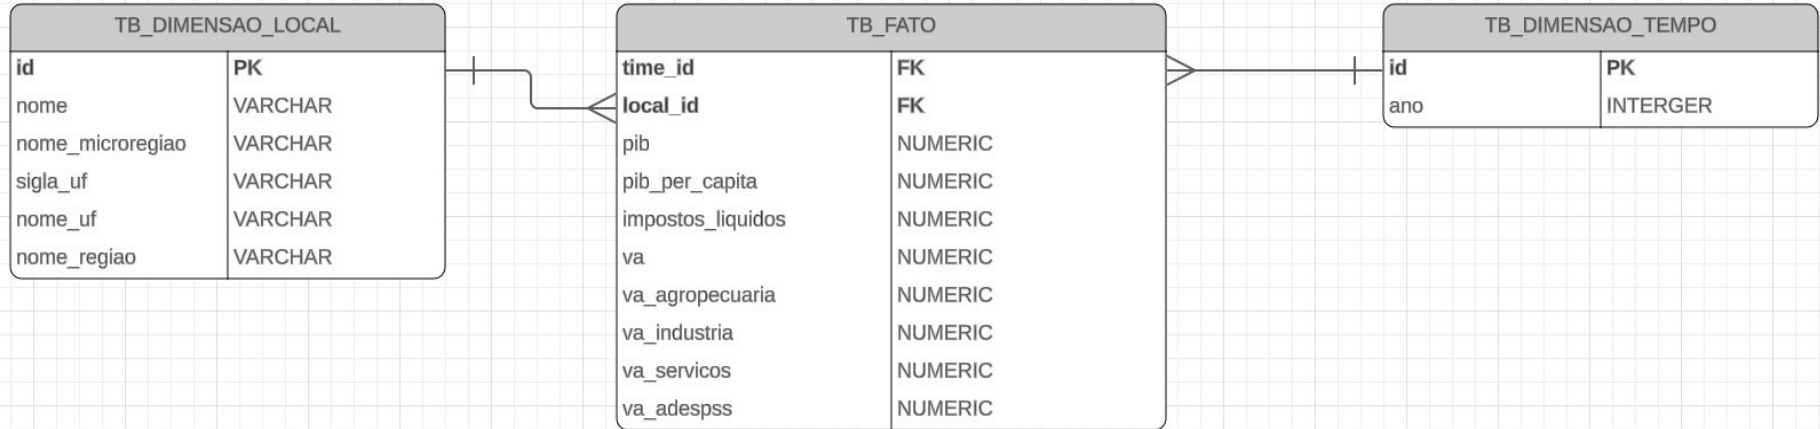 TB_DIMENSAO_LOCAL
id PK
nome VARCHAR
nome_microregiao VARCHAR
sigla_uf VARCHAR
nome_uf VARCHAR
nome_regiao VARCHAR
TB_FATO
time_id FK
local_id FK
pib NUMERIC
pib_per_capita NUMERIC
impostos_liquidos NUMERIC
va NUMERIC
va_agropecuaria NUMERIC
va_industria NUMERIC
va_servicos NUMERIC
va_adespss NUMERIC
TB_DIMENSAO_TEMPO
id PK
ano INTERGER